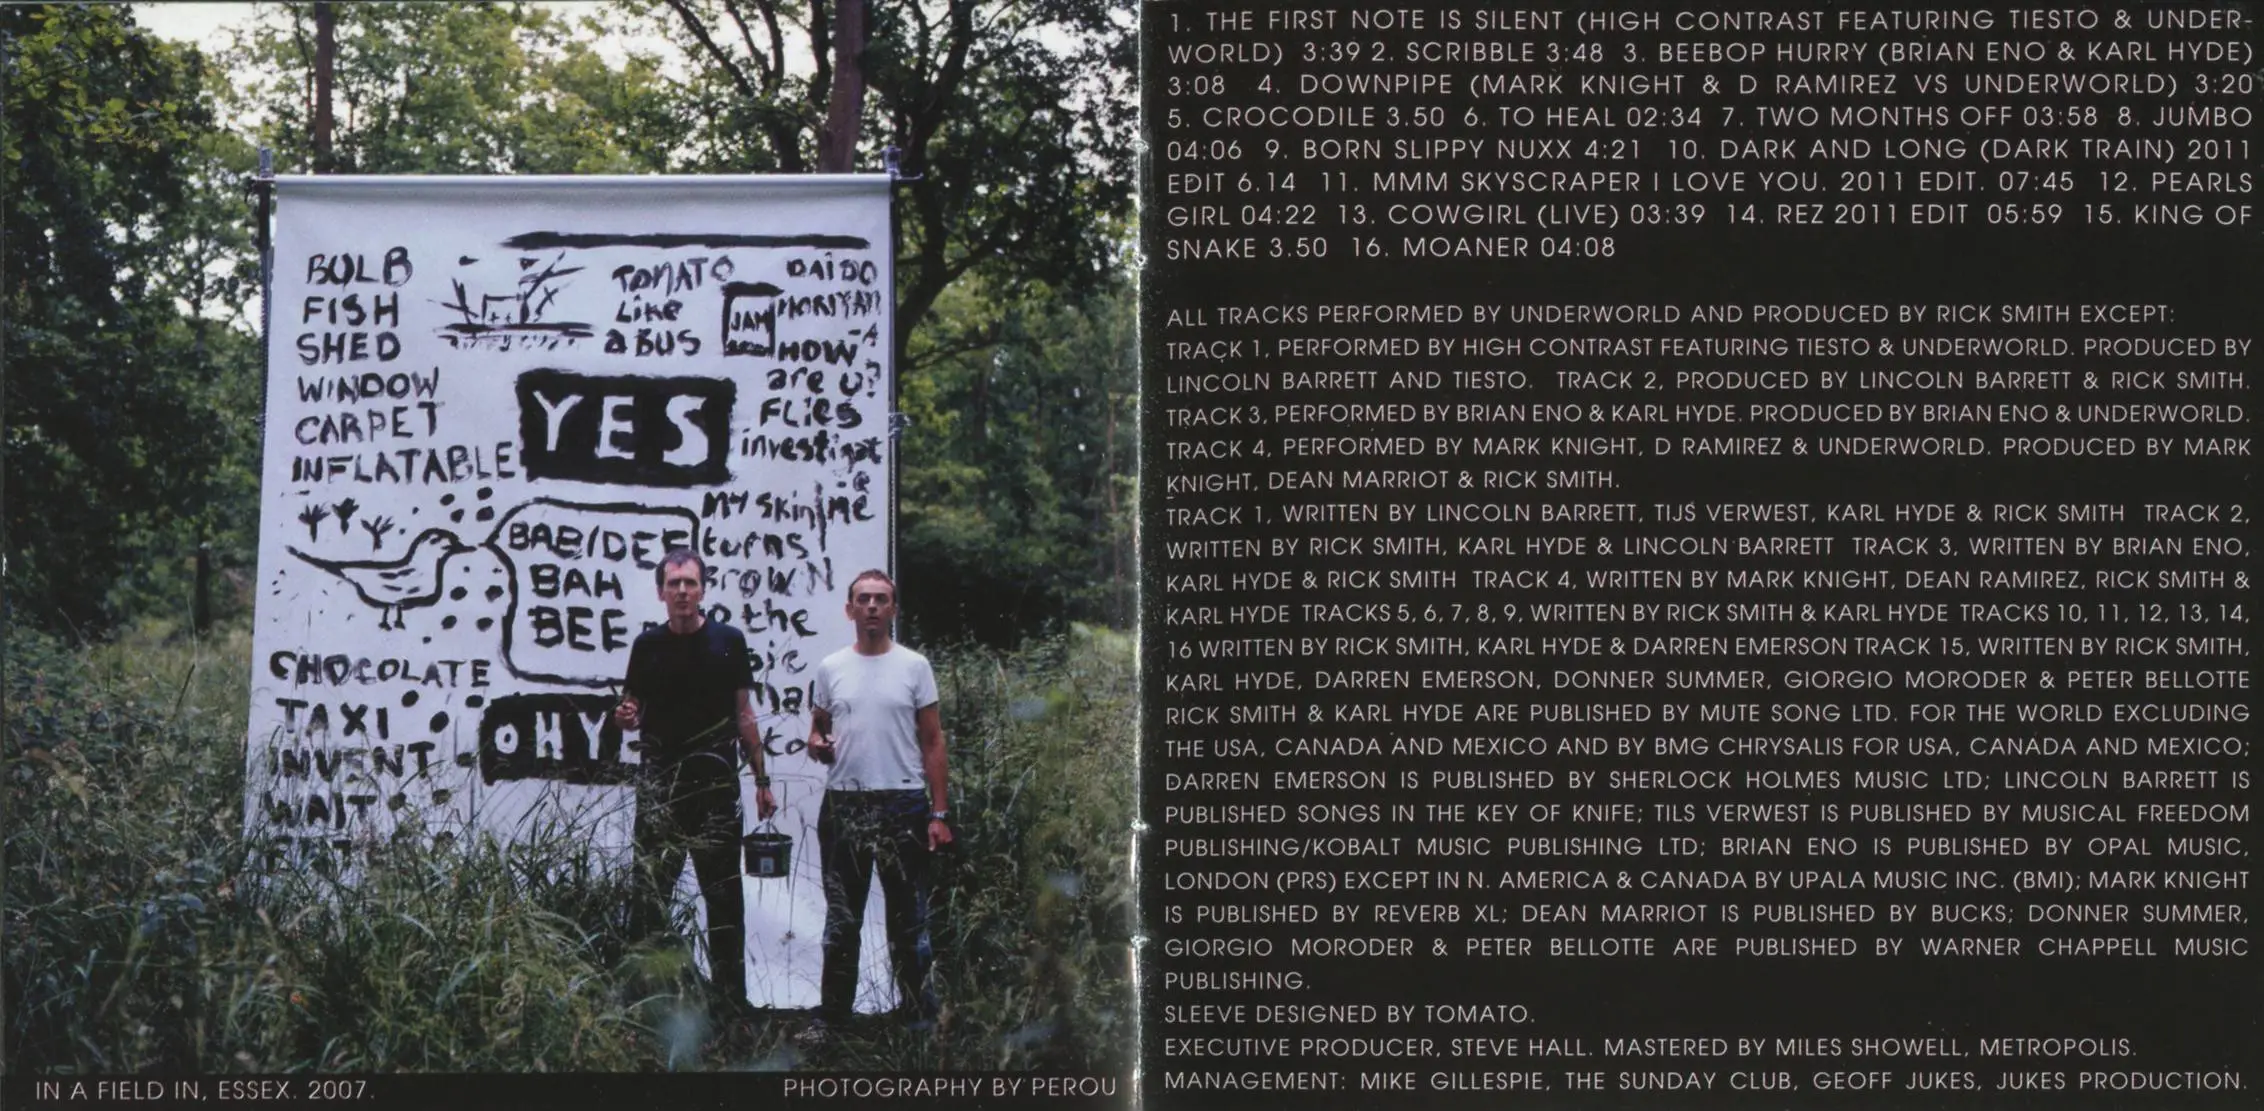 BULB
FISH
SHED
WINDOW
CARPET
INFLATABLE
TOMATO
Like
a BUS
JAM
DAIDO
HOW
are u?
FLIES
investigat
YES
BABIDEE
BAH
BEE
MY skin
me
turns
BROWN
the
CHOCOLATE
TAXI
INVENT
WAIT
OHYE
to
IN A FIELD IN, ESSEX. 2007.
PHOTOGRAPHY BY PEROU
1. THE FIRST NOTE IS SILENT (HIGH CONTRAST FEATURING TIESTO & UNDER-
WORLD) 3:39 2. SCRIBBLE 3:48 3. BEEBOP HURRY (BRIAN ENO & KARL HYDE)
3:08 4. DOWNPIPE (MARK KNIGHT & D RAMIREZ VS UNDERWORLD) 3:20
5. CROCODILE 3.50 6. TO HEAL 02:34 7. TWO MONTHS OFF 03:58 8. JUMBO
04:06 9. BORN SLIPPY NUXX 4:21 10. DARK AND LONG (DARK TRAIN) 2011
EDIT 6.14 11. MMM SKYSCRAPER I LOVE YOU. 2011 EDIT. 07:45 12. PEARLS
GIRL 04:22 13. COWGIRL (LIVE) 03:39 14. REZ 2011 EDIT 05:59 15. KING OF
SNAKE 3.50 16. MOANER 04:08
ALL TRACKS PERFORMED BY UNDERWORLD AND PRODUCED BY RICK SMITH EXCEPT:
TRACK 1, PERFORMED BY HIGH CONTRAST FEATURING TIESTO & UNDERWORLD. PRODUCED BY
LINCOLN BARRETT AND TIESTO. TRACK 2, PRODUCED BY LINCOLN BARRETT & RICK SMITH.
TRACK 3, PERFORMED BY BRIAN ENO & KARL HYDE. PRODUCED BY BRIAN ENO & UNDERWORLD.
TRACK 4, PERFORMED BY MARK KNIGHT, D RAMIREZ & UNDERWORLD. PRODUCED BY MARK
KNIGHT, DEAN MARRIOT & RICK SMITH.
TRACK 1, WRITTEN BY LINCOLN BARRETT, TIJS VERWEST, KARL HYDE & RICK SMITH TRACK 2,
WRITTEN BY RICK SMITH, KARL HYDE & LINCOLN BARRETT TRACK 3, WRITTEN BY BRIAN ENO,
KARL HYDE & RICK SMITH TRACK 4, WRITTEN BY MARK KNIGHT, DEAN RAMIREZ, RICK SMITH &
KARL HYDE TRACKS 5, 6, 7, 8, 9, WRITTEN BY RICK SMITH & KARL HYDE TRACKS 10, 11, 12, 13, 14,
16 WRITTEN BY RICK SMITH, KARL HYDE & DARREN EMERSON TRACK 15, WRITTEN BY RICK SMITH,
KARL HYDE, DARREN EMERSON, DONNER SUMMER, GIORGIO MORODER & PETER BELLOTTE
RICK SMITH & KARL HYDE ARE PUBLISHED BY MUTE SONG LTD. FOR THE WORLD EXCLUDING
THE USA, CANADA AND MEXICO AND BY BMG CHRYSALIS FOR USA, CANADA AND MEXICO;
DARREN EMERSON IS PUBLISHED BY SHERLOCK HOLMES MUSIC LTD; LINCOLN BARRETT IS
PUBLISHED SONGS IN THE KEY OF KNIFE; TILS VERWEST IS PUBLISHED BY MUSICAL FREEDOM
PUBLISHING/KOBALT MUSIC PUBLISHING LTD; BRIAN ENO IS PUBLISHED BY OPAL MUSIC,
LONDON (PRS) EXCEPT IN N. AMERICA & CANADA BY UPALA MUSIC INC. (BMI); MARK KNIGHT
IS PUBLISHED BY REVERB XL; DEAN MARRIOT IS PUBLISHED BY BUCKS; DONNER SUMMER,
GIORGIO MORODER & PETER BELLOTTE ARE PUBLISHED BY WARNER CHAPPELL MUSIC
PUBLISHING.
SLEEVE DESIGNED BY TOMATO.
EXECUTIVE PRODUCER, STEVE HALL. MASTERED BY MILES SHOWELL, METROPOLIS.
MANAGEMENT: MIKE GILLESPIE, THE SUNDAY CLUB, GEOFF JUKES, JUKES PRODUCTION.